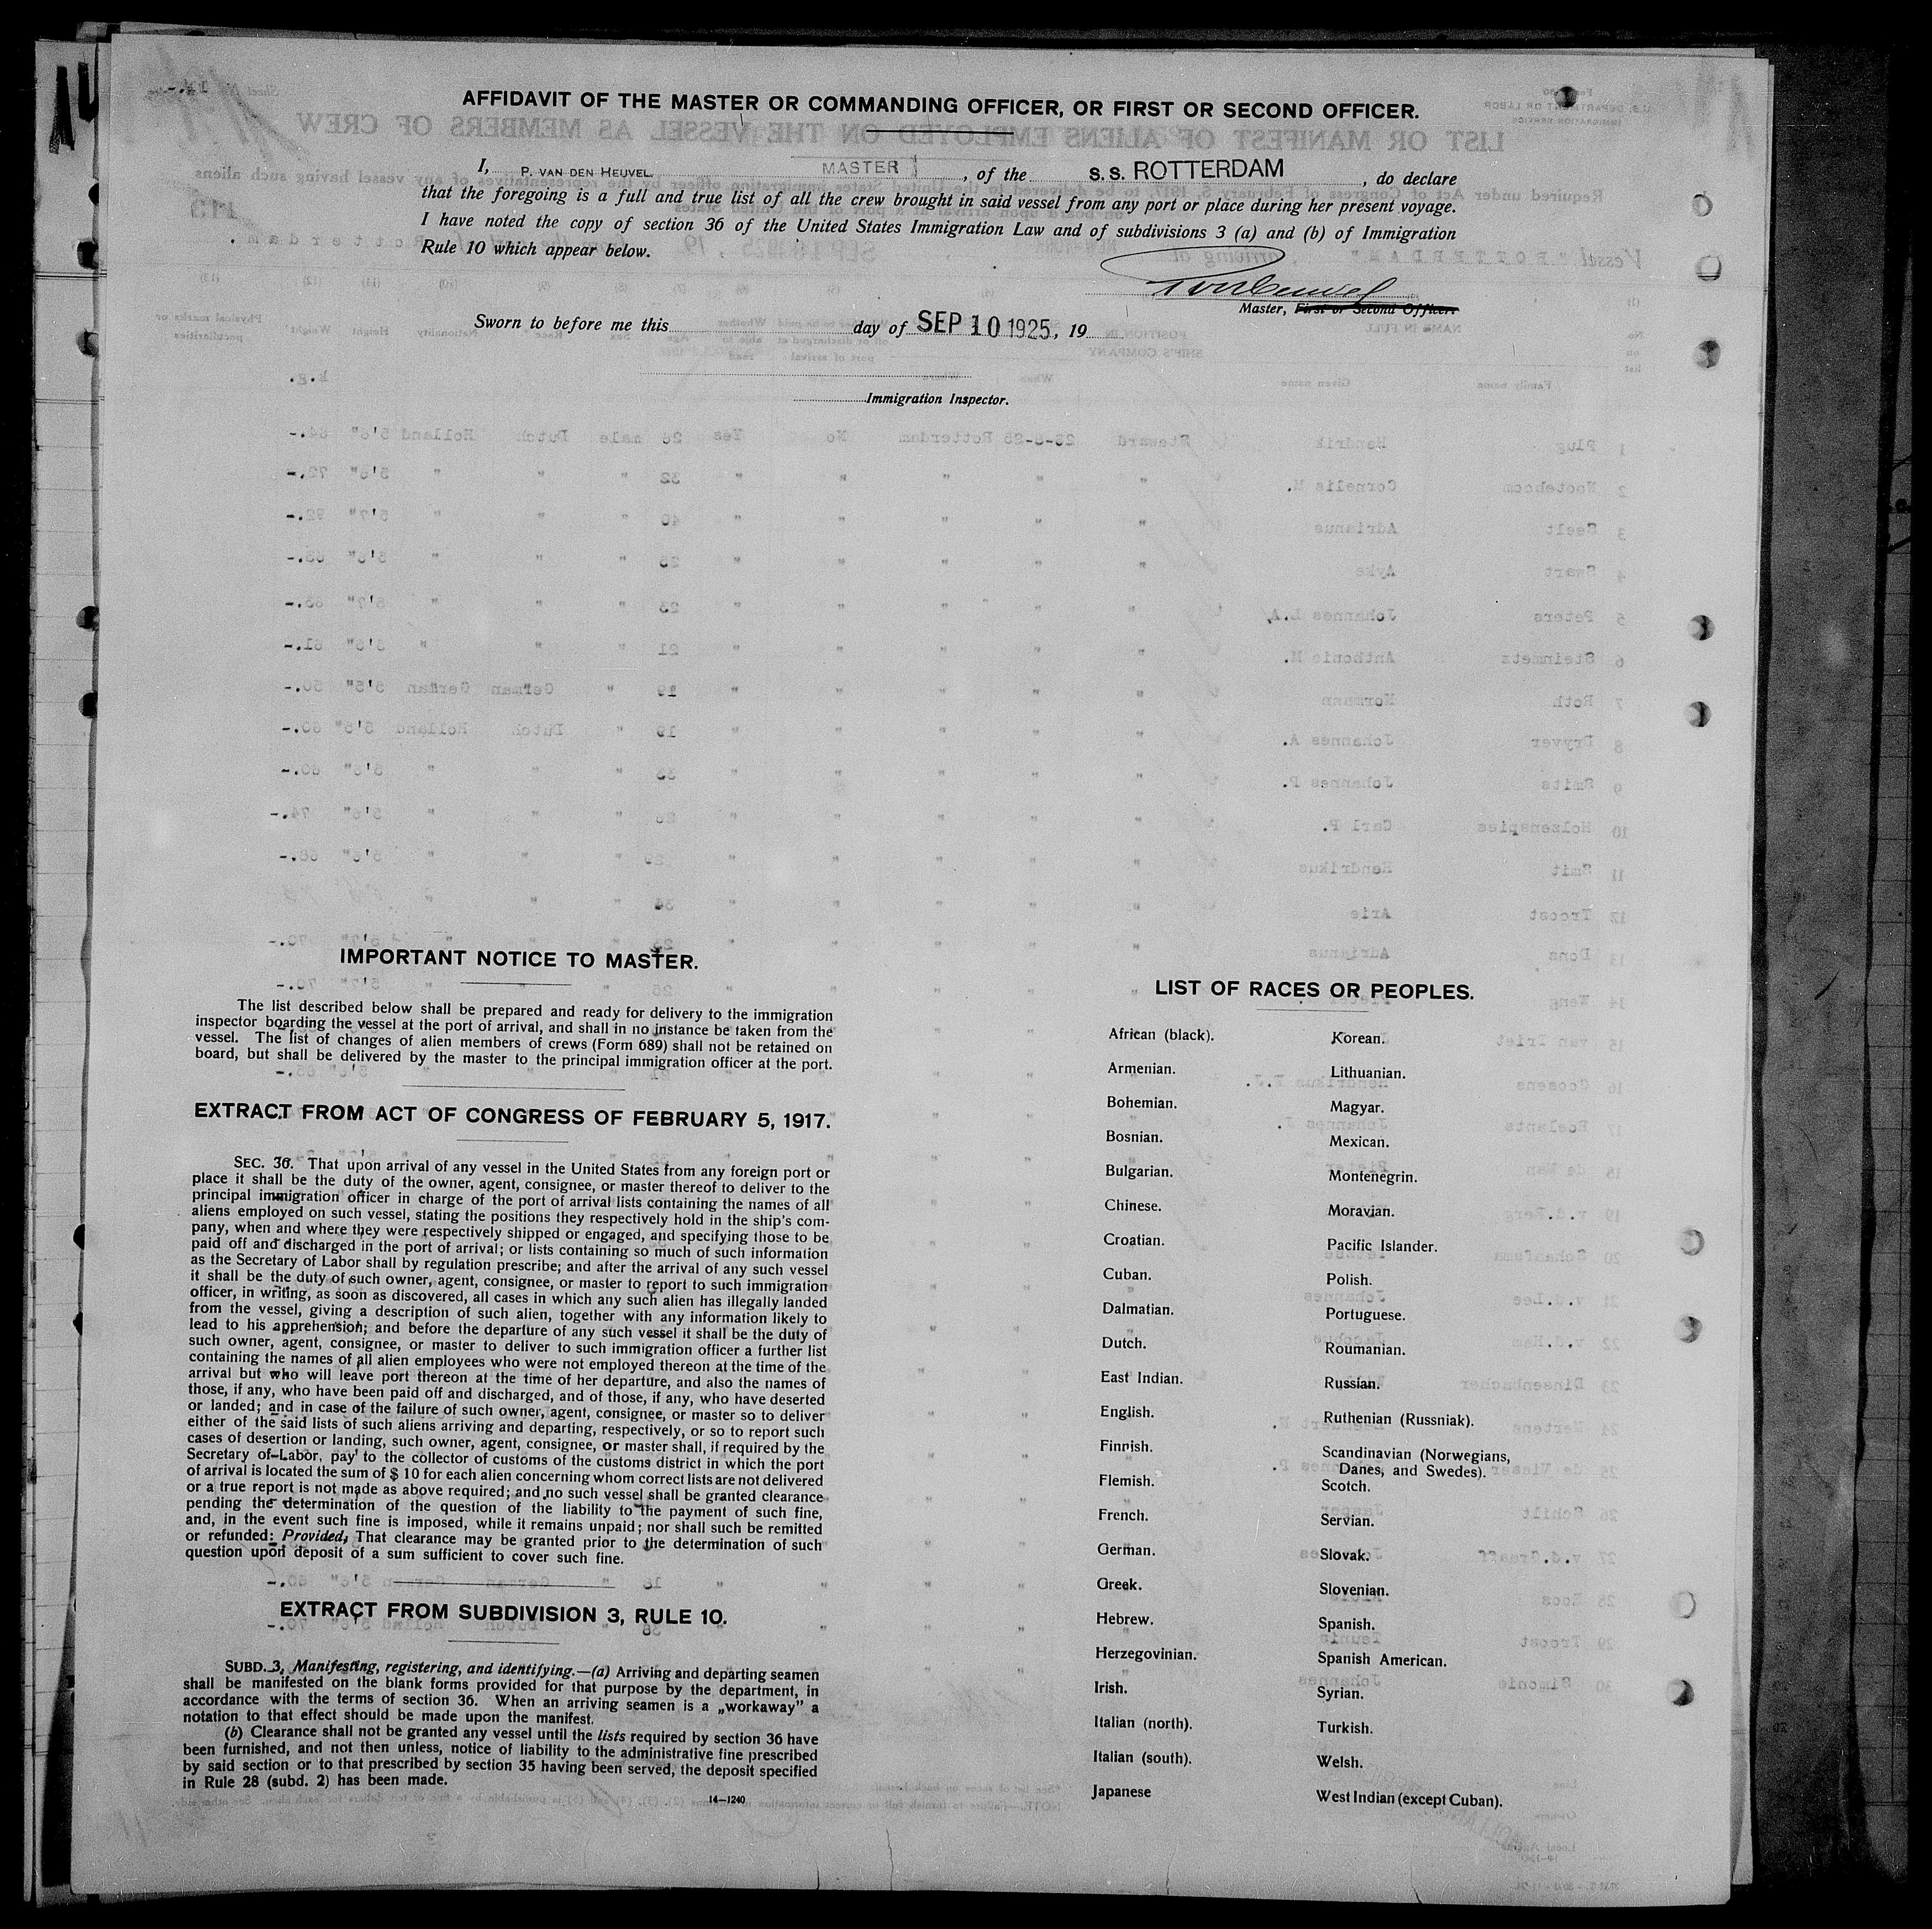 AFFIDAVIT OF THE MASTER OR COMMANDING OFFICER, OR FIRST OR SECOND OFFICER.
I, P. VAN DEN HEUVEL. MASTER, of the S.S. ROTTERDAM, do declare
that the foregoing is a full and true list of all the crew brought in said vessel from any port or place during her present voyage.
I have noted the copy of section 36 of the United States Immigration Law and of subdivisions 3 (a) and (b) of Immigration
Rule 10 which appear below.
Master, First or Second Officer.
Sworn to before me this day of SEP 10 1925, 19
Immigration Inspector.
IMPORTANT NOTICE TO MASTER.
The list described below shall be prepared and ready for delivery to the immigration
inspector boarding the vessel at the port of arrival, and shall in no instance be taken from the
vessel. The list of changes of alien members of crews (Form 689) shall not be retained on
board, but shall be delivered by the master to the principal immigration officer at the port.
EXTRACT FROM ACT OF CONGRESS OF FEBRUARY 5, 1917.
SEC. 36. That upon arrival of any vessel in the United States from any foreign port or
place it shall be the duty of the owner, agent, consignee, or master thereof to deliver to the
principal immigration officer in charge of the port of arrival lists containing the names of all
aliens employed on such vessel, stating the positions they respectively hold in the ship's com-
pany, when and where they were respectively shipped or engaged, and specifying those to be
paid off and discharged in the port of arrival; or lists containing so much of such information
as the Secretary of Labor shall by regulation prescribe; and after the arrival of any such vessel
it shall be the duty of such owner, agent, consignee, or master to report to such immigration
officer, in writing, as soon as discovered, all cases in which any such alien has illegally landed
from the vessel, giving a description of such alien, together with any information likely to
lead to his apprehension; and before the departure of any such vessel it shall be the duty of
such owner, agent, consignee, or master to deliver to such immigration officer a further list
containing the names of all alien employees who were not employed thereon at the time of the
arrival but who will leave port thereon at the time of her departure, and also the names of
those, if any, who have been paid off and discharged, and of those, if any, who have deserted
or landed; and in case of the failure of such owner, agent, consignee, or master so to deliver
either of the said lists of such aliens arriving and departing, respectively, or so to report such
cases of desertion or landing, such owner, agent, consignee, or master shall, if required by the
Secretary of Labor, pay to the collector of customs of the customs district in which the port
of arrival is located the sum of $ 10 for each alien concerning whom correct lists are not delivered
or a true report is not made as above required; and no such vessel shall be granted clearance
pending the determination of the question of the liability to the payment of such fine,
and, in the event such fine is imposed, while it remains unpaid; nor shall such be remitted
or refunded: Provided, That clearance may be granted prior to the determination of such
question upon deposit of a sum sufficient to cover such fine.
EXTRACT FROM SUBDIVISION 3, RULE 10.
SUBD. 3, Manifesting, registering, and identifying.—(a) Arriving and departing seamen
shall be manifested on the blank forms provided for that purpose by the department, in
accordance with the terms of section 36. When an arriving seamen is a „workaway” a
notation to that effect should be made upon the manifest.
(b) Clearance shall not be granted any vessel until the lists required by section 36 have
been furnished, and not then unless, notice of liability to the administrative fine prescribed
by said section or to that prescribed by section 35 having been served, the deposit specified
in Rule 28 (subd. 2) has been made.
14—1240
LIST OF RACES OR PEOPLES.
African (black).
Armenian.
Bohemian.
Bosnian.
Bulgarian.
Chinese.
Croatian.
Cuban.
Dalmatian.
Dutch.
East Indian.
English.
Finnish.
Flemish.
French.
German.
Greek.
Hebrew.
Herzegovinian.
Irish.
Italian (north).
Italian (south).
Japanese
Korean.
Lithuanian.
Magyar.
Mexican.
Montenegrin.
Moravian.
Pacific Islander.
Polish.
Portuguese.
Roumanian.
Russian.
Ruthenian (Russniak).
Scandinavian (Norwegians,
Danes, and Swedes).
Scotch.
Servian.
Slovak.
Slovenian.
Spanish.
Spanish American.
Syrian.
Turkish.
Welsh.
West Indian (except Cuban).